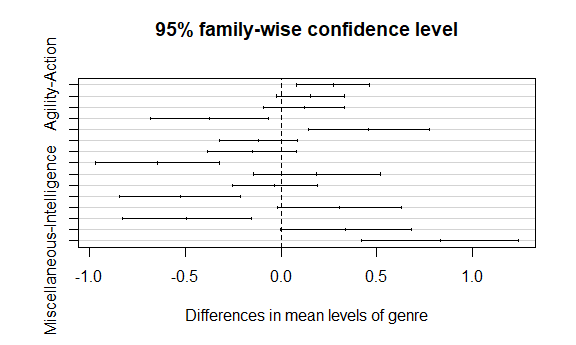 95% family-wise confidence level
Agility-Action
Miscellaneous-Intelligence
-1.0 -0.5 0.0 0.5 1.0
Differences in mean levels of genre